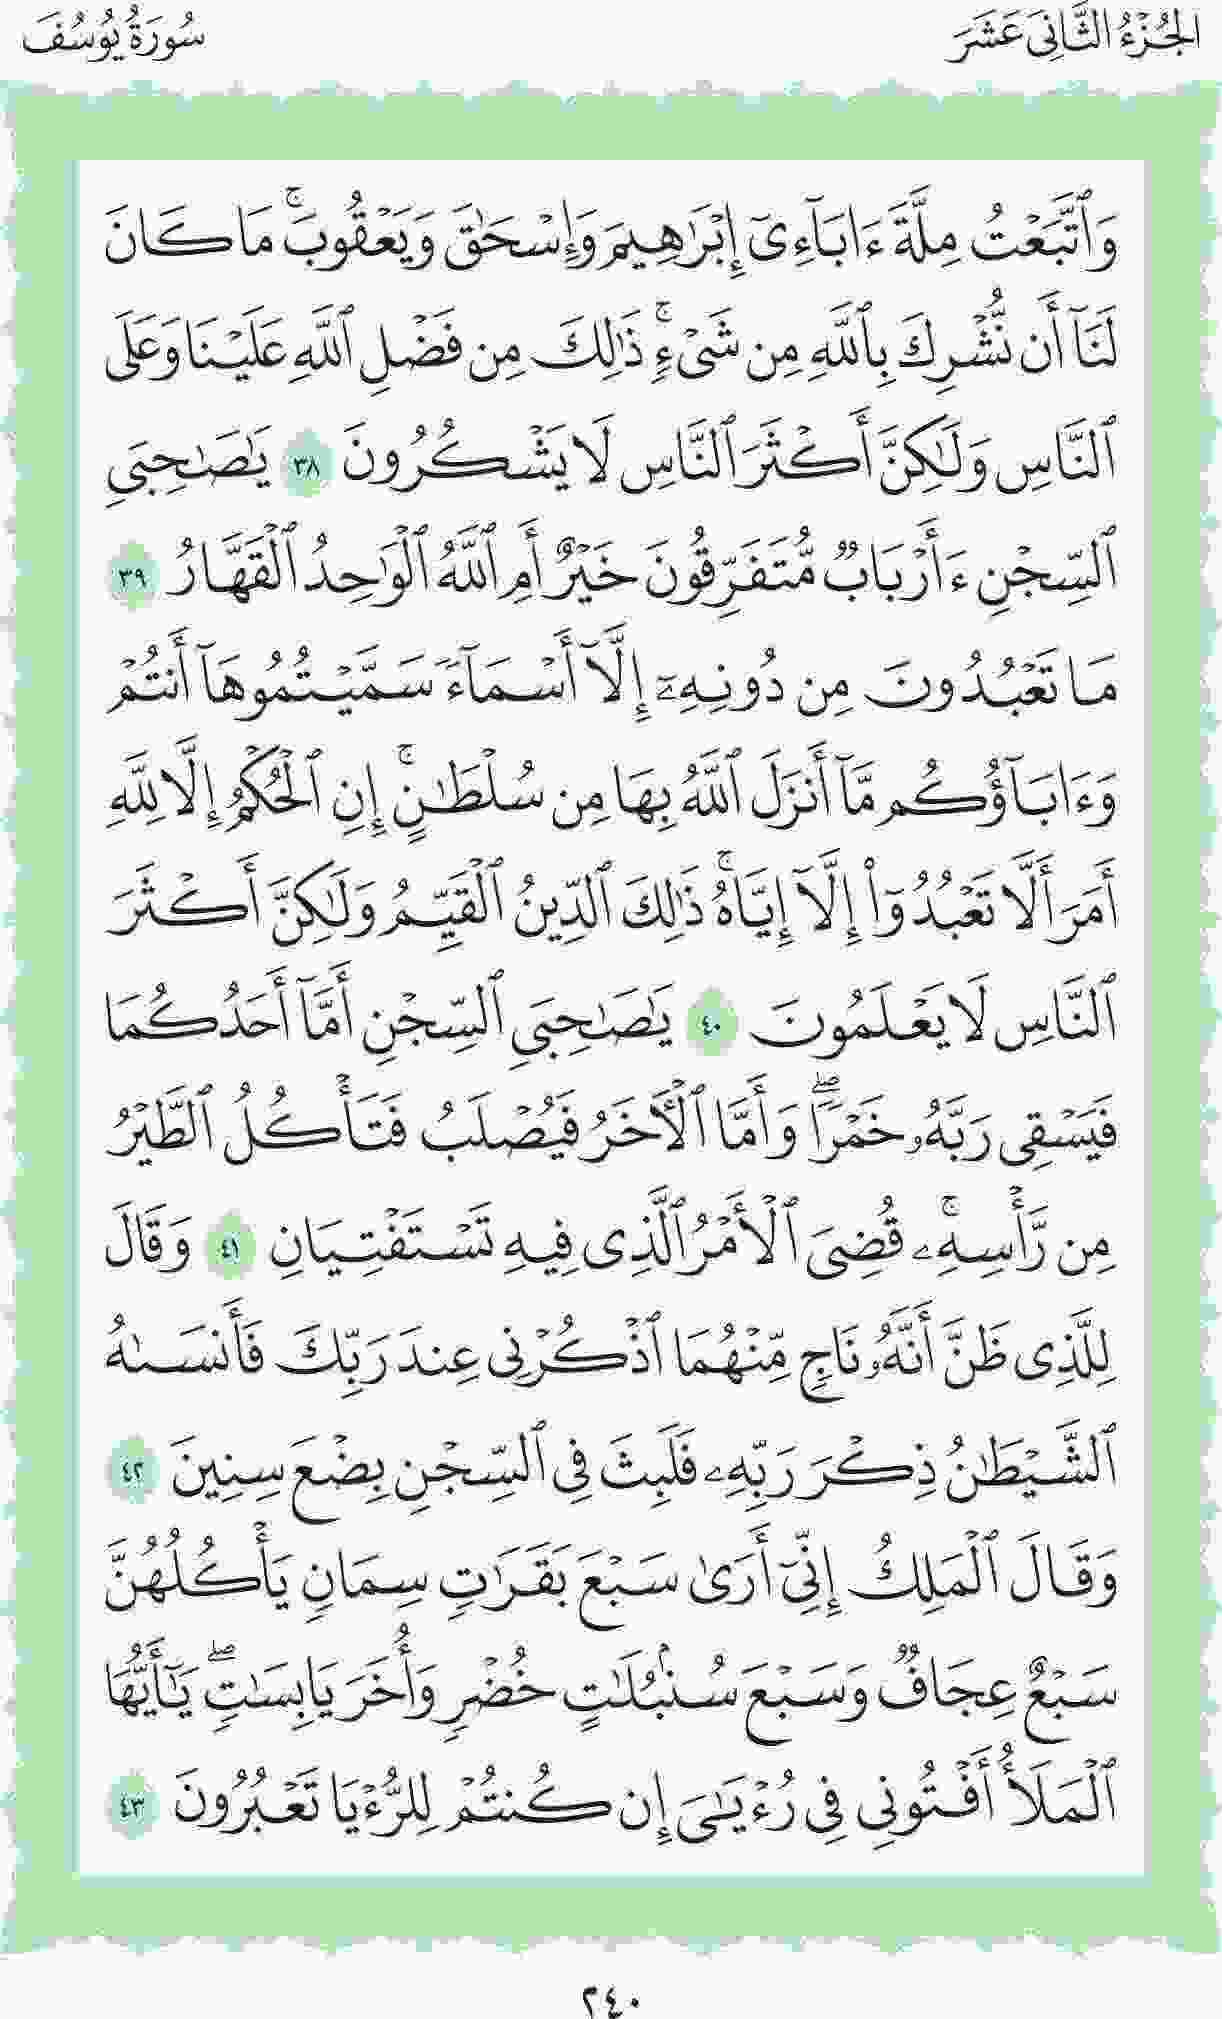 الجُزْءُ الثَّانِيَ عَشَرَ
سُورَةُ يُوسُفَ
وَٱتَّبَعۡتُ مِلَّةَ ءَابَآءِيٓ إِبۡرَٰهِيمَ وَإِسۡحَٰقَ وَيَعۡقُوبَۚ مَا كَانَ
لَنَآ أَن نُّشۡرِكَ بِٱللَّهِ مِن شَيۡءٖۚ ذَٰلِكَ مِن فَضۡلِ ٱللَّهِ عَلَيۡنَا وَعَلَى
ٱلنَّاسِ وَلَٰكِنَّ أَكۡثَرَ ٱلنَّاسِ لَا يَشۡكُرُونَ ٣٨ يَٰصَٰحِبَيِ
ٱلسِّجۡنِ ءَأَرۡبَابٞ مُّتَفَرِّقُونَ خَيۡرٌ أَمِ ٱللَّهُ ٱلۡوَٰحِدُ ٱلۡقَهَّارُ ٣٩
مَا تَعۡبُدُونَ مِن دُونِهِۦٓ إِلَّآ أَسۡمَآءٗ سَمَّيۡتُمُوهَآ أَنتُمۡ
وَءَابَآؤُكُم مَّآ أَنزَلَ ٱللَّهُ بِهَا مِن سُلۡطَٰنٍۚ إِنِ ٱلۡحُكۡمُ إِلَّا لِلَّهِ
أَمَرَ أَلَّا تَعۡبُدُوٓاْ إِلَّآ إِيَّاهُۚ ذَٰلِكَ ٱلدِّينُ ٱلۡقَيِّمُ وَلَٰكِنَّ أَكۡثَرَ
ٱلنَّاسِ لَا يَعۡلَمُونَ ٤٠ يَٰصَٰحِبَيِ ٱلسِّجۡنِ أَمَّآ أَحَدُكُمَا
فَيَسۡقِي رَبَّهُۥ خَمۡرٗاۖ وَأَمَّا ٱلۡأٓخَرُ فَيُصۡلَبُ فَتَأۡكُلُ ٱلطَّيۡرُ
مِن رَّأۡسِهِۦۚ قُضِيَ ٱلۡأَمۡرُ ٱلَّذِي فِيهِ تَسۡتَفۡتِيَانِ ٤١ وَقَالَ
لِلَّذِي ظَنَّ أَنَّهُۥ نَاجٖ مِّنۡهُمَا ٱذۡكُرۡنِي عِندَ رَبِّكَ فَأَنسَىٰهُ
ٱلشَّيۡطَٰنُ ذِكۡرَ رَبِّهِۦ فَلَبِثَ فِي ٱلسِّجۡنِ بِضۡعَ سِنِينَ ٤٢
وَقَالَ ٱلۡمَلِكُ إِنِّيٓ أَرَىٰ سَبۡعَ بَقَرَٰتٖ سِمَانٖ يَأۡكُلُهُنَّ
سَبۡعٌ عِجَافٞ وَسَبۡعَ سُنۢبُلَٰتٍ خُضۡرٖ وَأُخَرَ يَابِسَٰتٖۖ يَٰٓأَيُّهَا
ٱلۡمَلَأُ أَفۡتُونِي فِي رُءۡيَٰيَ إِن كُنتُمۡ لِلرُّءۡيَا تَعۡبُرُونَ ٤٣
٢٤٠